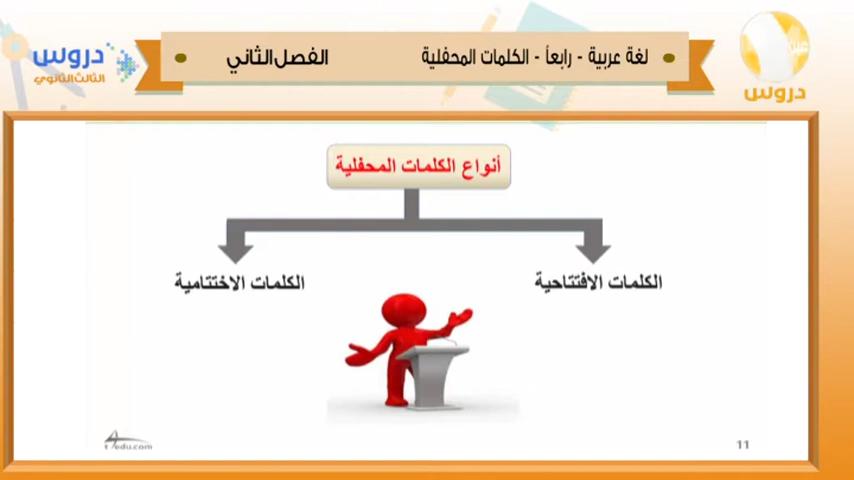 لغة عربية - رابعاً - الكلمات المحفلية
الفصل الثاني
عين
دروس
دروس
الثالث الثانوي
أنواع الكلمات المحفلية
الكلمات الافتتاحية
الكلمات الاختتامية
11